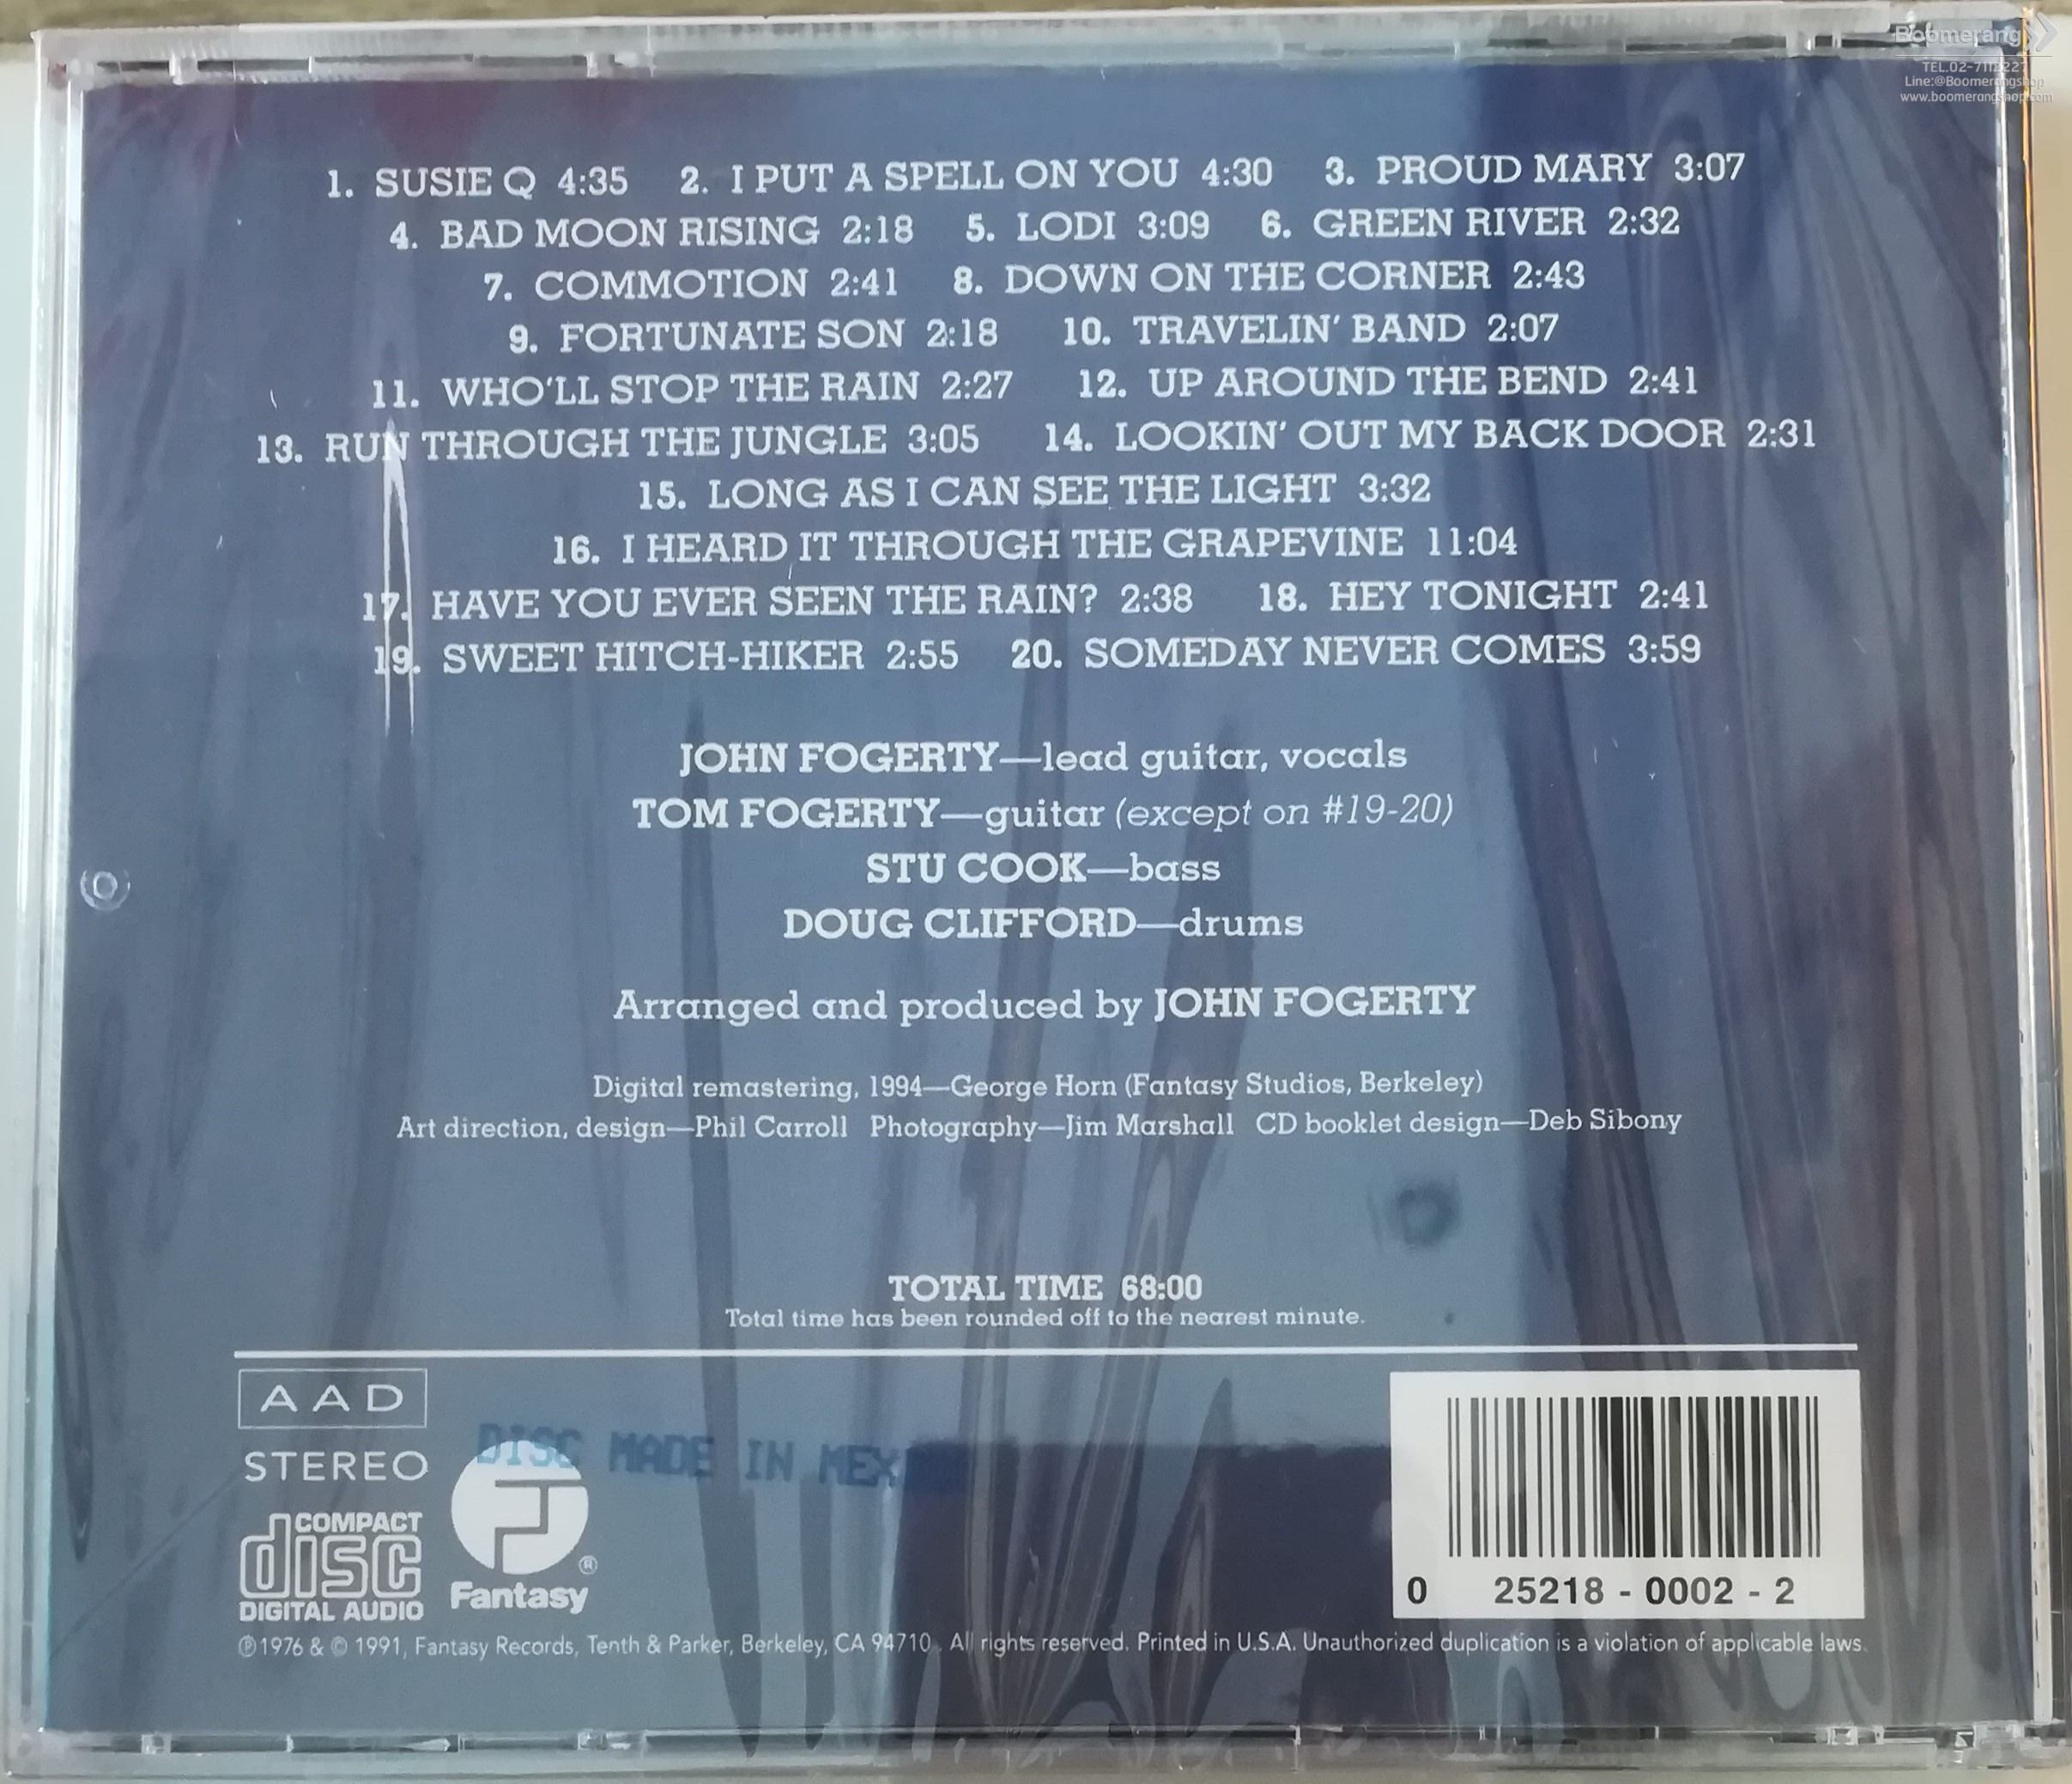 Boomerang
TEL.02-7112227
Line:@Boomerangshop
www.boomerangshop.com
1. SUSIE Q 4:35 2. I PUT A SPELL ON YOU 4:30 3. PROUD MARY 3:07
4. BAD MOON RISING 2:18 5. LODI 3:09 6. GREEN RIVER 2:32
7. COMMOTION 2:41 8. DOWN ON THE CORNER 2:43
9. FORTUNATE SON 2:18 10. TRAVELIN' BAND 2:07
11. WHO'LL STOP THE RAIN 2:27 12. UP AROUND THE BEND 2:41
13. RUN THROUGH THE JUNGLE 3:05 14. LOOKIN' OUT MY BACK DOOR 2:31
15. LONG AS I CAN SEE THE LIGHT 3:32
16. I HEARD IT THROUGH THE GRAPEVINE 11:04
17. HAVE YOU EVER SEEN THE RAIN? 2:38 18. HEY TONIGHT 2:41
19. SWEET HITCH-HIKER 2:55 20. SOMEDAY NEVER COMES 3:59
JOHN FOGERTY—lead guitar, vocals
TOM FOGERTY—guitar (except on #19-20)
STU COOK—bass
DOUG CLIFFORD—drums
Arranged and produced by JOHN FOGERTY
Digital remastering, 1994—George Horn (Fantasy Studios, Berkeley)
Art direction, design—Phil Carroll Photography—Jim Marshall CD booklet design—Deb Sibony
TOTAL TIME 68:00
Total time has been rounded off to the nearest minute.
AAD
STEREO
DISC MADE IN MEX
COMPACT
disc
DIGITAL AUDIO
F ®
Fantasy
0 25218 - 0002 - 2
℗1976 & © 1991, Fantasy Records, Tenth & Parker, Berkeley, CA 94710. All rights reserved. Printed in U.S.A. Unauthorized duplication is a violation of applicable laws.